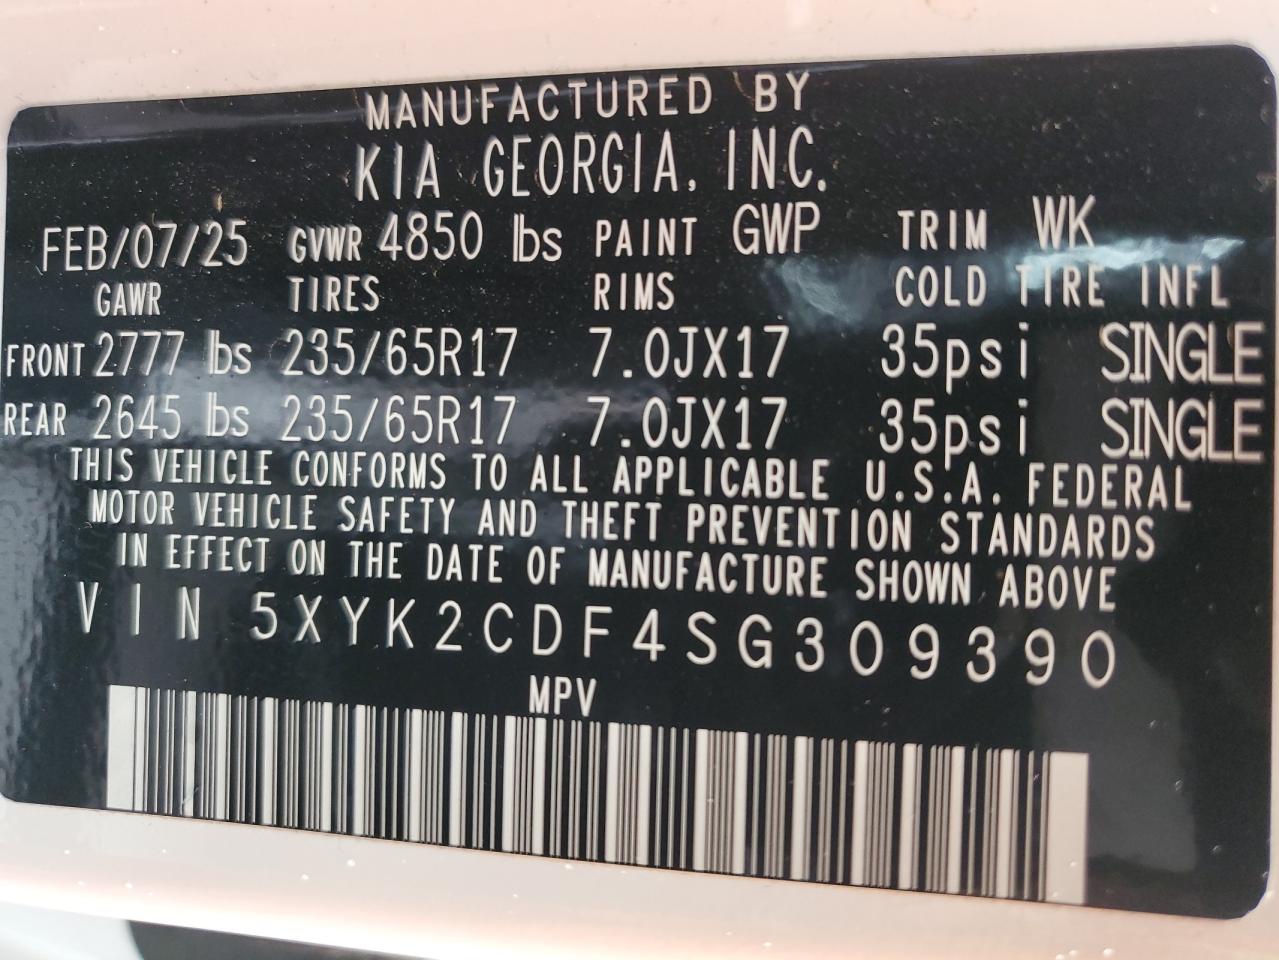 MANUFACTURED BY
KIA GEORGIA, INC.
FEB/07/25 GVWR 4850 lbs PAINT GWP TRIM WK
GAWR TIRES RIMS COLD TIRE INFL
FRONT 2777 lbs 235/65R17 7.0JX17 35psi SINGLE
REAR 2645 lbs 235/65R17 7.0JX17 35psi SINGLE
THIS VEHICLE CONFORMS TO ALL APPLICABLE U.S.A. FEDERAL
MOTOR VEHICLE SAFETY AND THEFT PREVENTION STANDARDS
IN EFFECT ON THE DATE OF MANUFACTURE SHOWN ABOVE
VIN 5XYK2CDF4SG309390
MPV